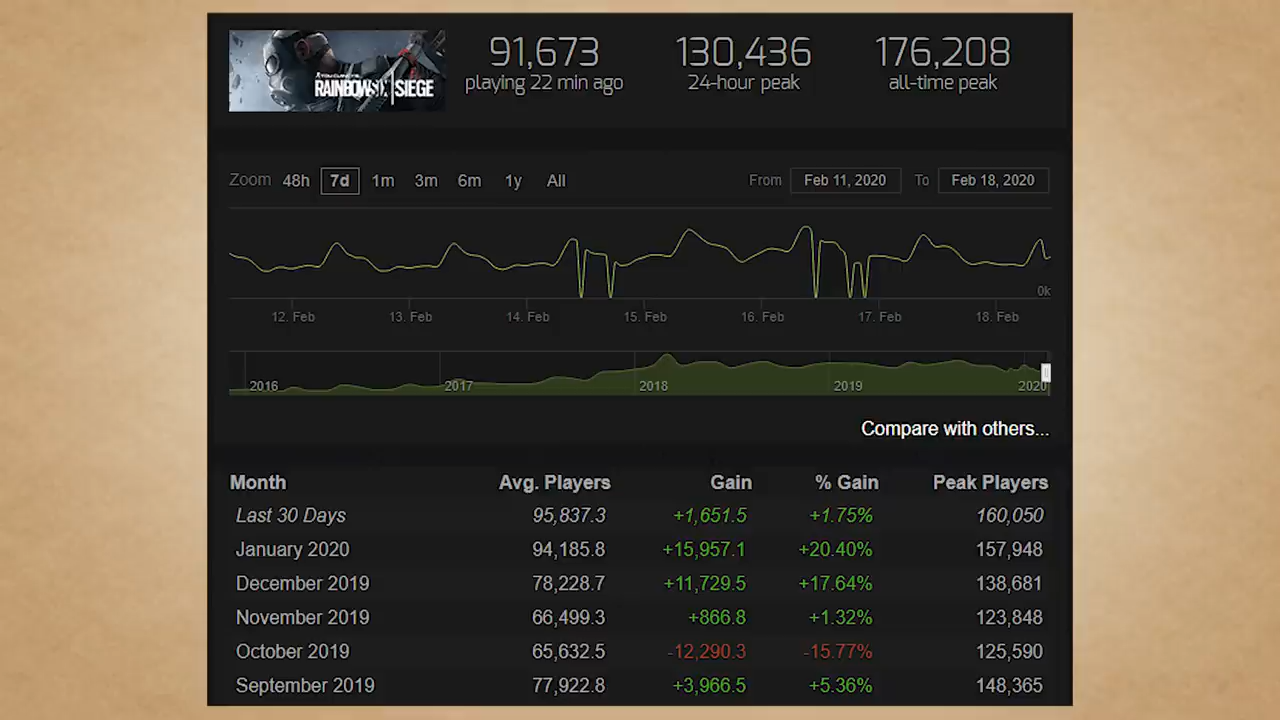 91,673 130,436 176,208
TOM CLANCY'S
RAINBOW SIX | SIEGE
playing 22 min ago 24-hour peak all-time peak
Zoom 48h 7d 1m 3m 6m 1y All From Feb 11, 2020 To Feb 18, 2020
0k
12. Feb 13. Feb 14. Feb 15. Feb 16. Feb 17. Feb 18. Feb
2016 2017 2018 2019 2020
Compare with others...
Month Avg. Players Gain % Gain Peak Players
Last 30 Days 95,837.3 +1,651.5 +1.75% 160,050
January 2020 94,185.8 +15,957.1 +20.40% 157,948
December 2019 78,228.7 +11,729.5 +17.64% 138,681
November 2019 66,499.3 +866.8 +1.32% 123,848
October 2019 65,632.5 -12,290.3 -15.77% 125,590
September 2019 77,922.8 +3,966.5 +5.36% 148,365